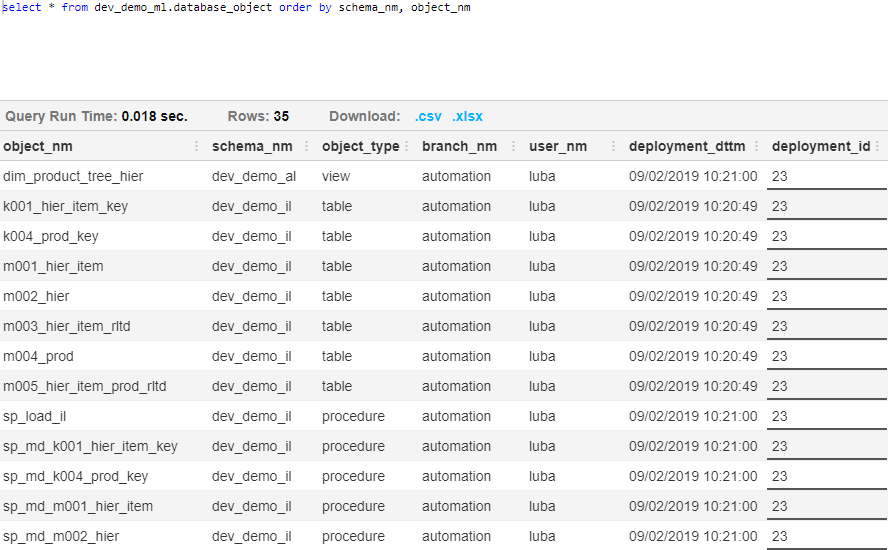 select * from dev_demo_ml.database_object order by schema_nm, object_nm
Query Run Time: 0.018 sec. Rows: 35 Download: .csv .xlsx
object_nm schema_nm object_type branch_nm user_nm deployment_dttm deployment_id
dim_product_tree_hier dev_demo_al view automation luba 09/02/2019 10:21:00 23
k001_hier_item_key dev_demo_il table automation luba 09/02/2019 10:20:49 23
k004_prod_key dev_demo_il table automation luba 09/02/2019 10:20:49 23
m001_hier_item dev_demo_il table automation luba 09/02/2019 10:20:49 23
m002_hier dev_demo_il table automation luba 09/02/2019 10:20:49 23
m003_hier_item_rltd dev_demo_il table automation luba 09/02/2019 10:20:49 23
m004_prod dev_demo_il table automation luba 09/02/2019 10:20:49 23
m005_hier_item_prod_rltd dev_demo_il table automation luba 09/02/2019 10:20:49 23
sp_load_il dev_demo_il procedure automation luba 09/02/2019 10:21:00 23
sp_md_k001_hier_item_key dev_demo_il procedure automation luba 09/02/2019 10:21:00 23
sp_md_k004_prod_key dev_demo_il procedure automation luba 09/02/2019 10:21:00 23
sp_md_m001_hier_item dev_demo_il procedure automation luba 09/02/2019 10:21:00 23
sp_md_m002_hier dev_demo_il procedure automation luba 09/02/2019 10:21:00 23